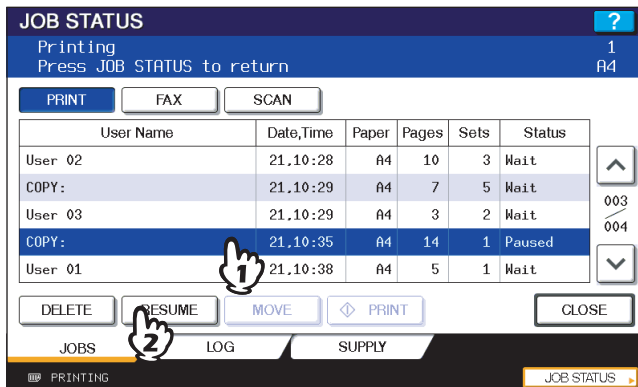 JOB STATUS ?
Printing 1
Press JOB STATUS to return A4
PRINT FAX SCAN
User Name Date,Time Paper Pages Sets Status
User 02 21,10:28 A4 10 3 Wait
COPY: 21,10:29 A4 7 5 Wait
User 03 21,10:29 A4 3 2 Wait
COPY: 21,10:35 A4 14 1 Paused
User 01 21,10:38 A4 5 1 Wait
003
004
1
DELETE RESUME MOVE PRINT CLOSE
2
JOBS LOG SUPPLY
PRINTING JOB STATUS